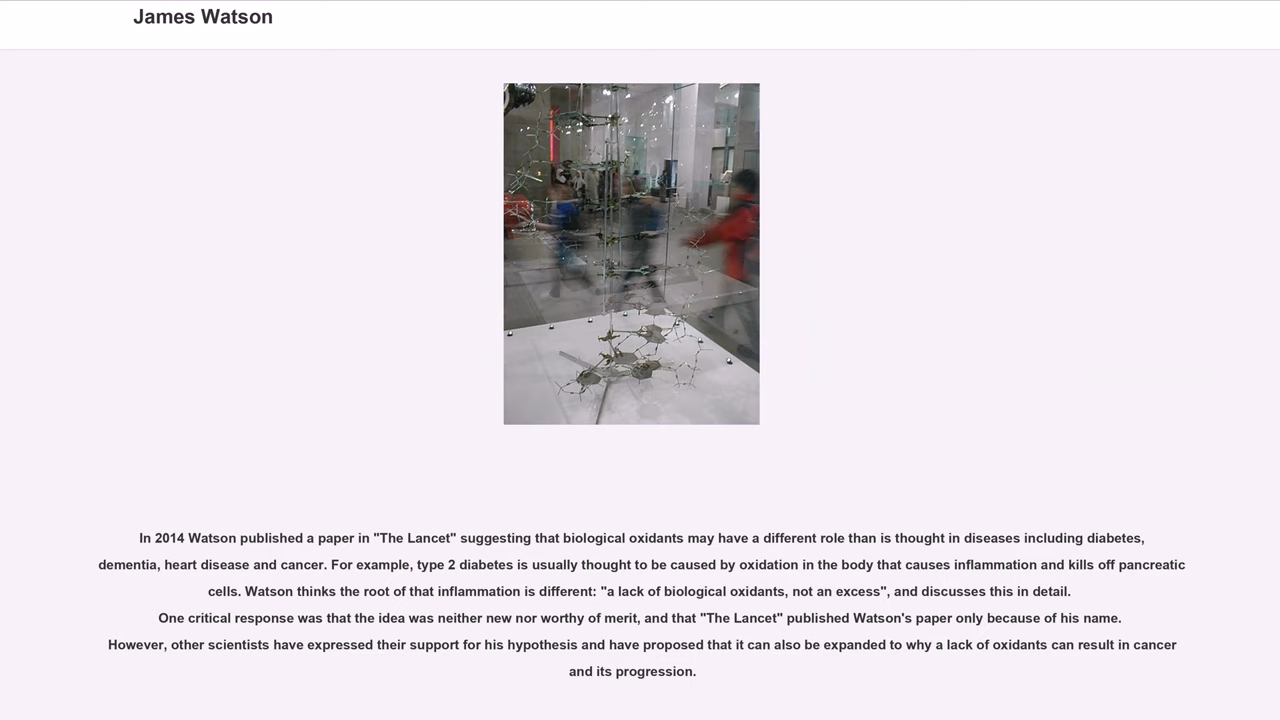 James Watson
In 2014 Watson published a paper in "The Lancet" suggesting that biological oxidants may have a different role than is thought in diseases including diabetes,
dementia, heart disease and cancer. For example, type 2 diabetes is usually thought to be caused by oxidation in the body that causes inflammation and kills off pancreatic
cells. Watson thinks the root of that inflammation is different: "a lack of biological oxidants, not an excess", and discusses this in detail.
One critical response was that the idea was neither new nor worthy of merit, and that "The Lancet" published Watson's paper only because of his name.
However, other scientists have expressed their support for his hypothesis and have proposed that it can also be expanded to why a lack of oxidants can result in cancer
and its progression.